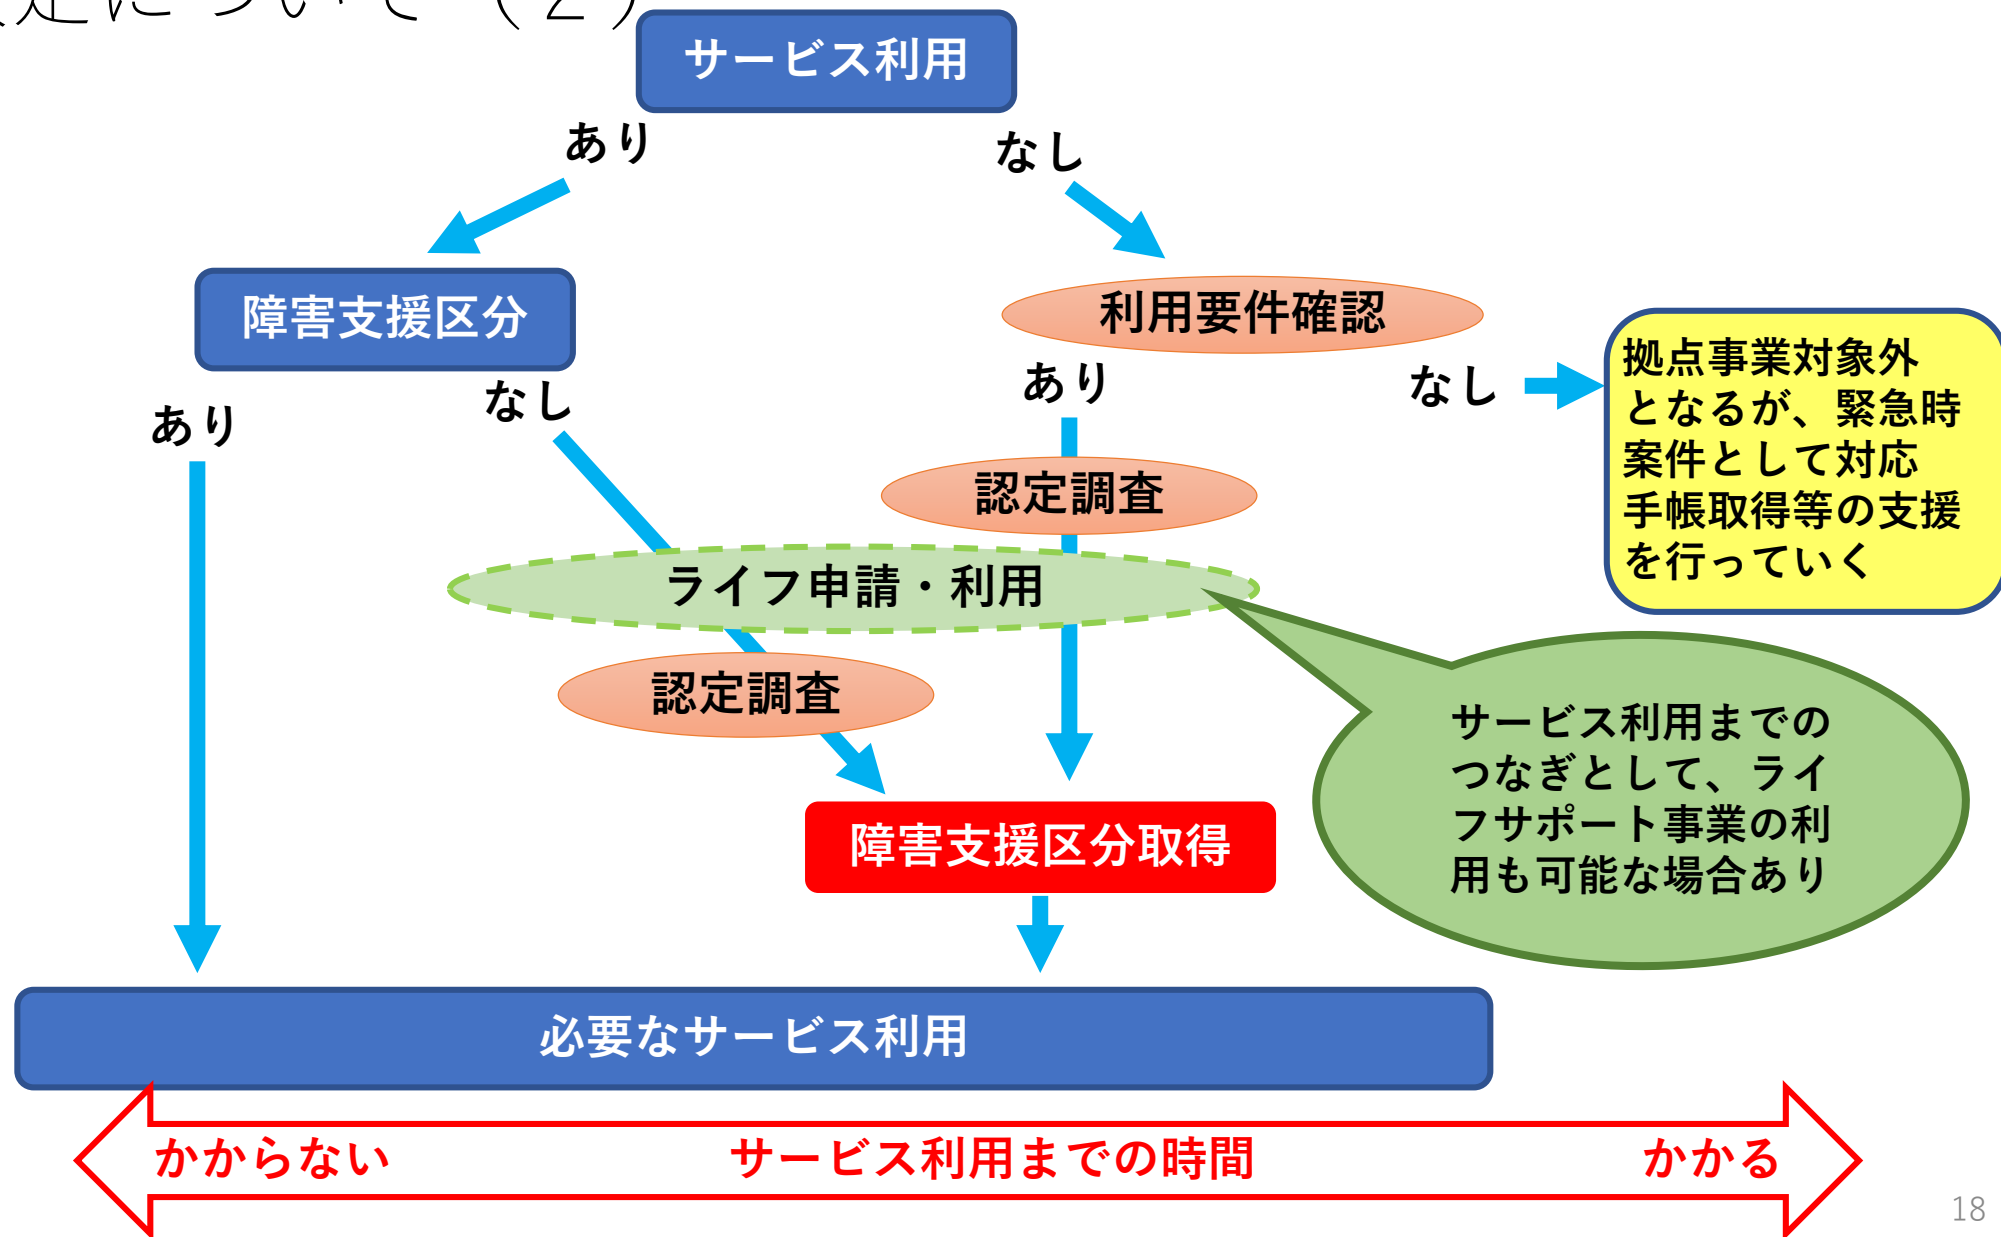 定について（２）
サービス利用
あり
なし
障害支援区分
利用要件確認
あり
なし
あり
なし
拠点事業対象外
となるが、緊急時
案件として対応
手帳取得等の支援
を行っていく
認定調査
ライフ申請・利用
認定調査
サービス利用までの
つなぎとして、ライ
フサポート事業の利
用も可能な場合あり
障害支援区分取得
必要なサービス利用
かからない
サービス利用までの時間
かかる
18